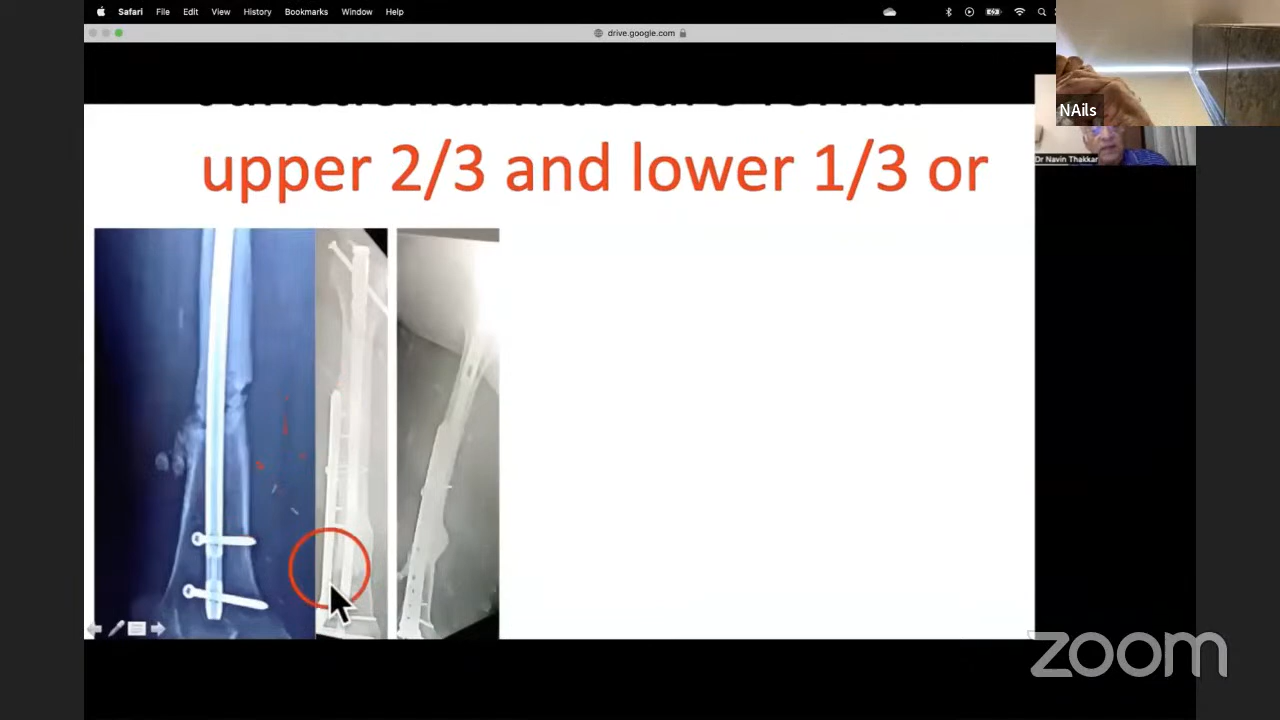 Safari File Edit View History Bookmarks Window Help
drive.google.com
NAils
Dr Navin Thakkar
upper 2/3 and lower 1/3 or
zoom